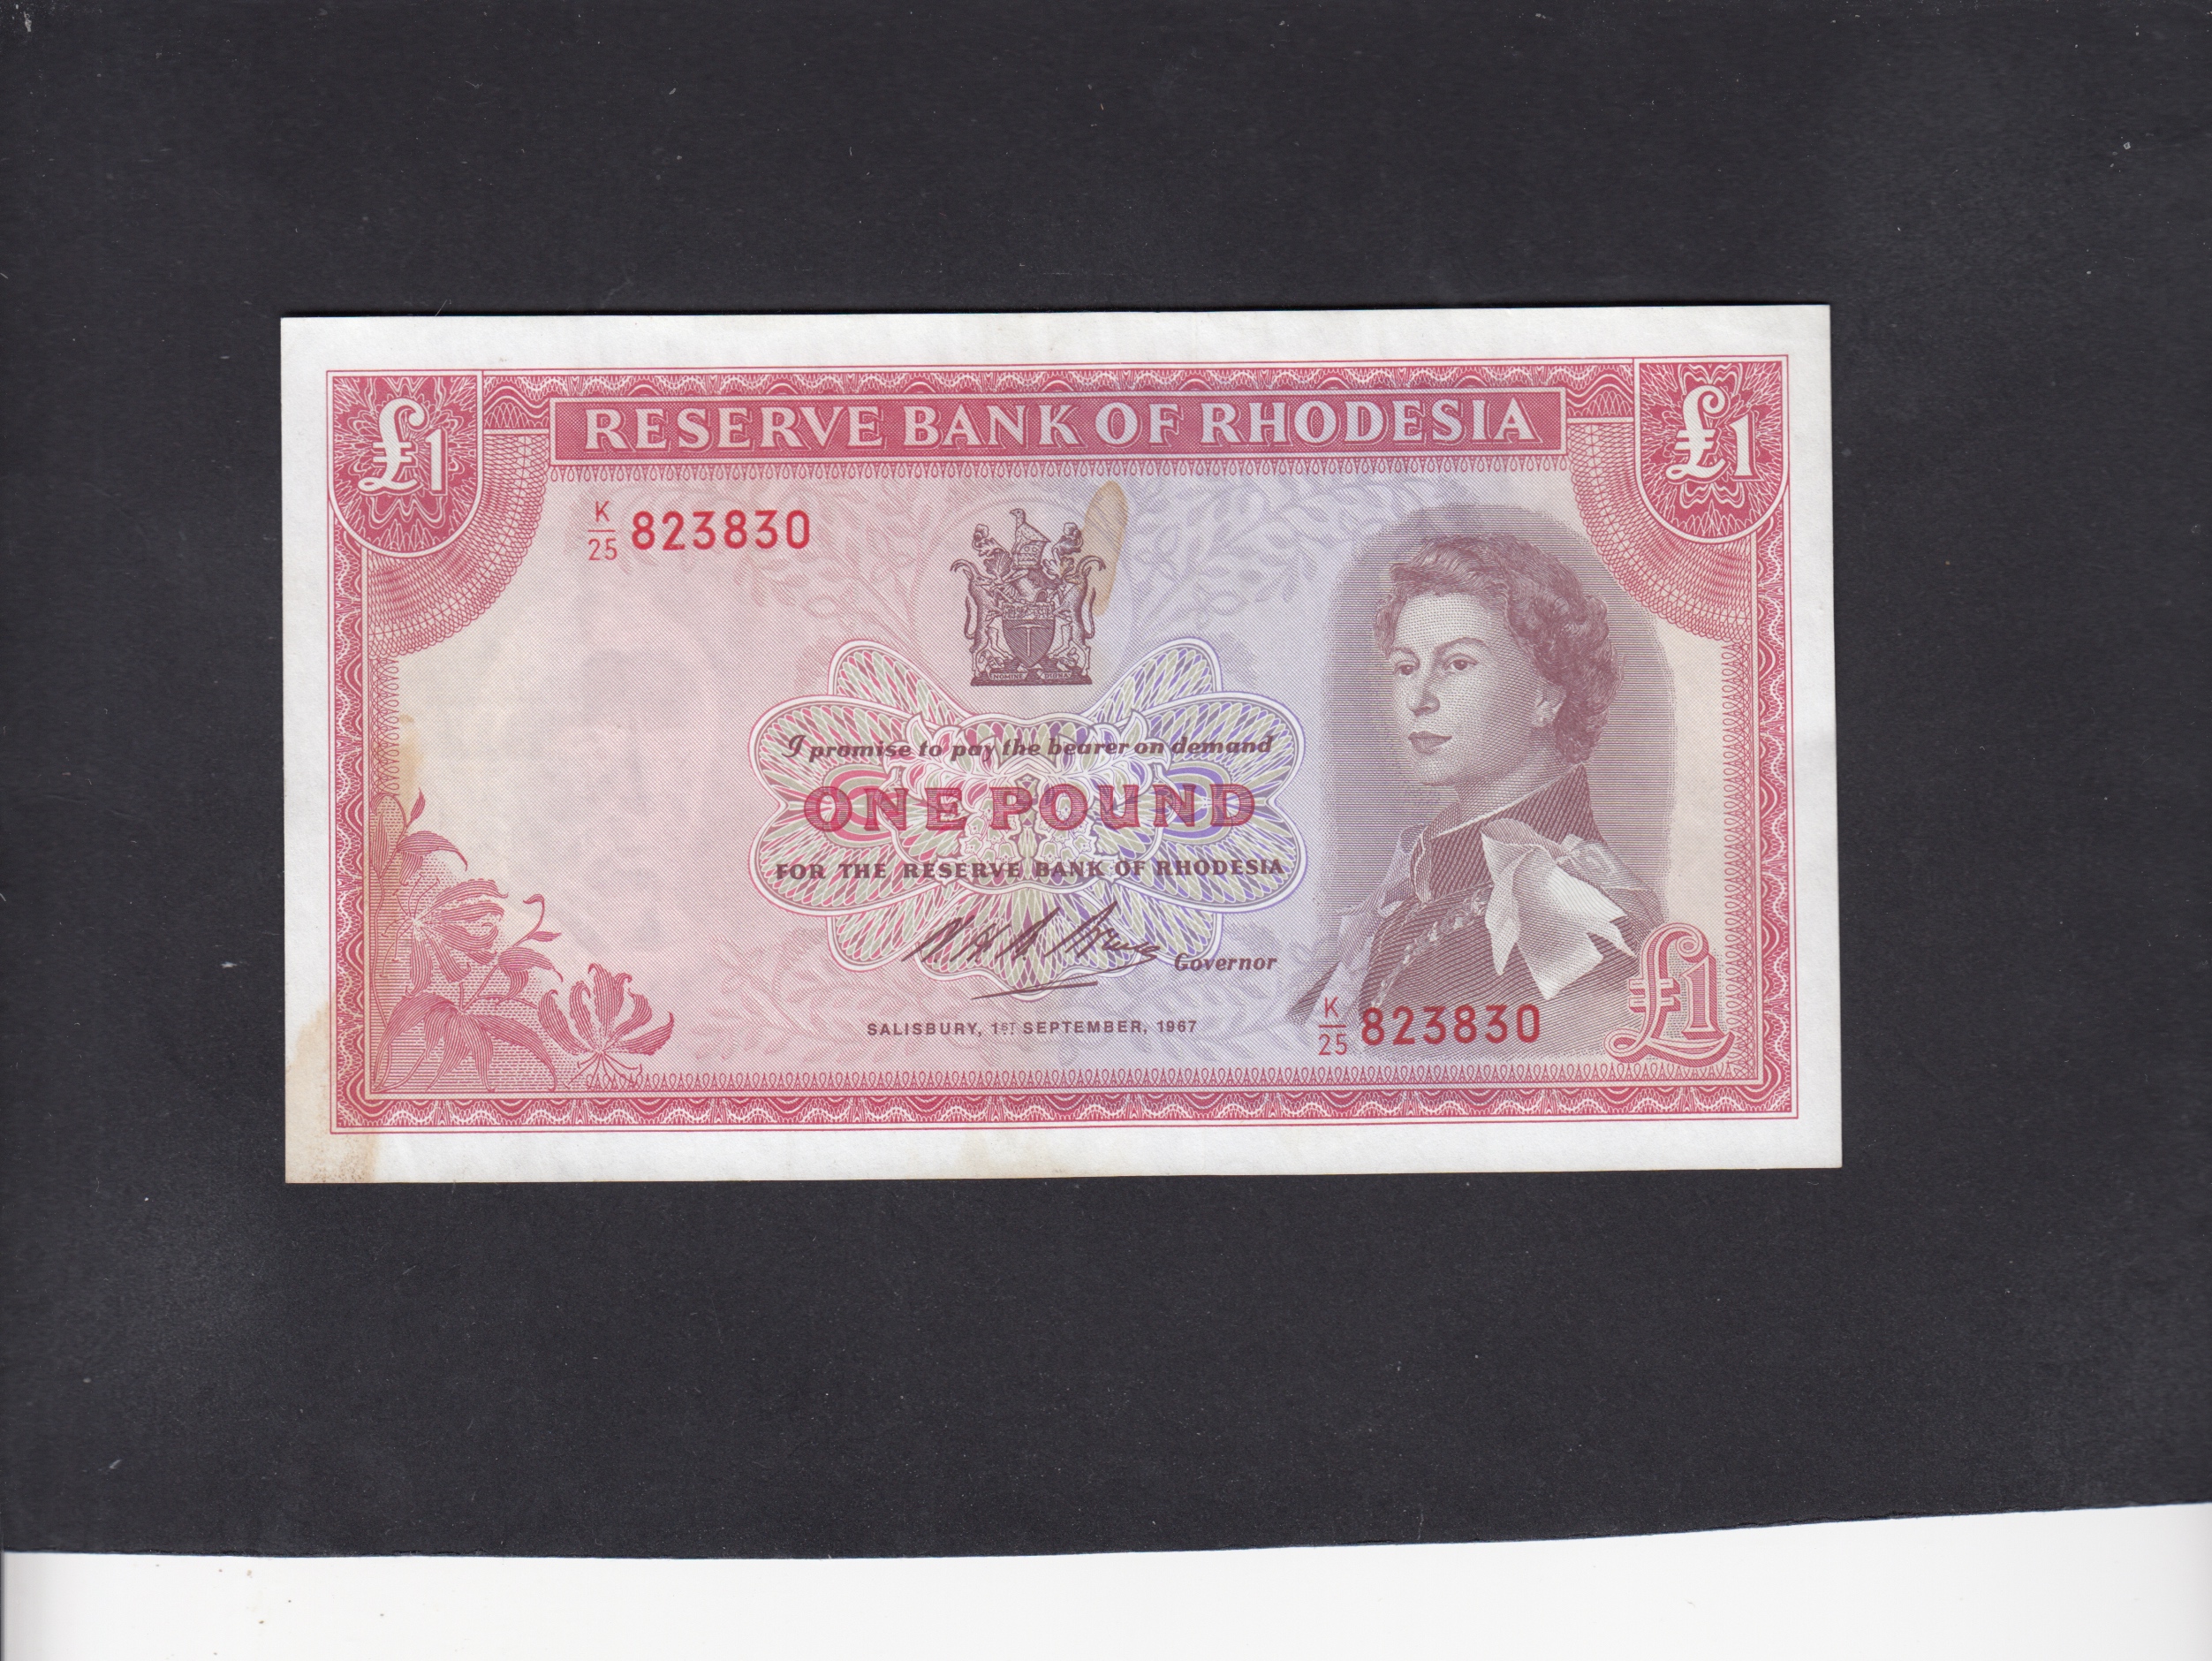 £1
RESERVE BANK OF RHODESIA
£1
K/25 823830
I promise to pay the bearer on demand
ONE POUND
FOR THE RESERVE BANK OF RHODESIA
Governor
SALISBURY, 1ST SEPTEMBER, 1967
K/25 823830
£1